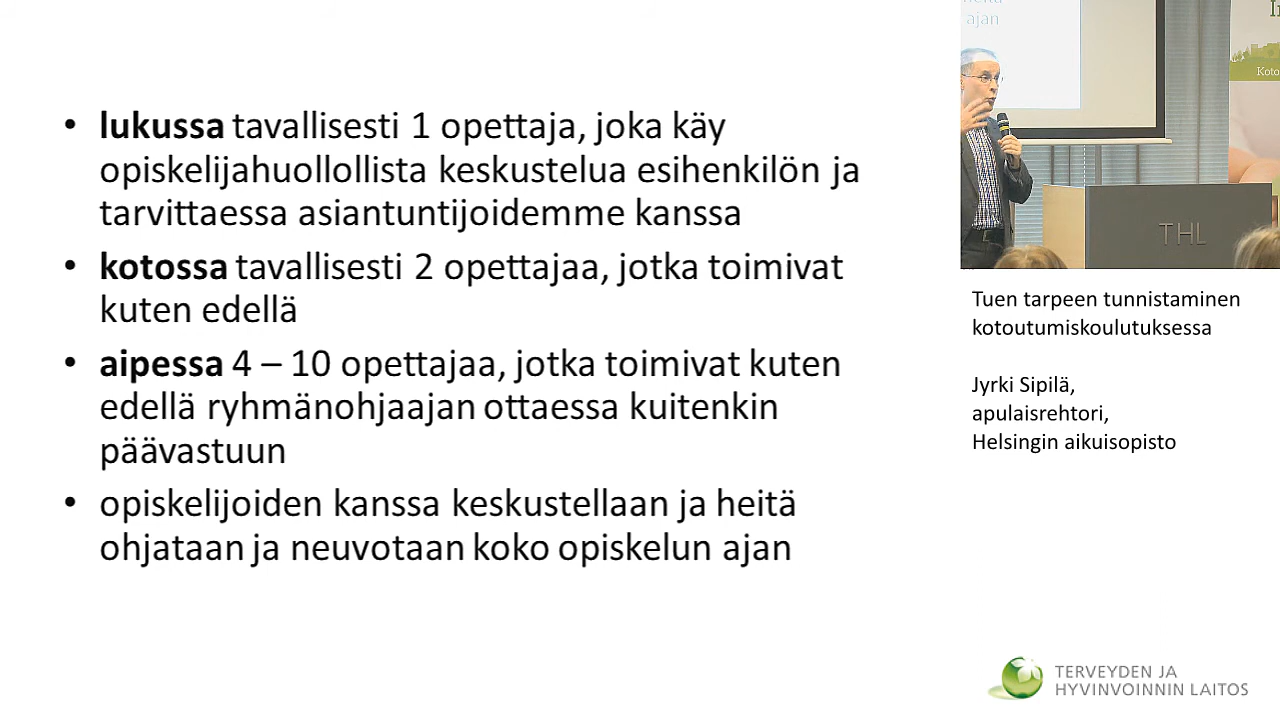 • lukussa tavallisesti 1 opettaja, joka käy
opiskelijahuollollista keskustelua esihenkilön ja
tarvittaessa asiantuntijoidemme kanssa
• kotossa tavallisesti 2 opettajaa, jotka toimivat
kuten edellä
• aipessa 4 – 10 opettajaa, jotka toimivat kuten
edellä ryhmänohjaajan ottaessa kuitenkin
päävastuun
• opiskelijoiden kanssa keskustellaan ja heitä
ohjataan ja neuvotaan koko opiskelun ajan
ajan
THL
Tuen tarpeen tunnistaminen
kotoutumiskoulutuksessa
Jyrki Sipilä,
apulaisrehtori,
Helsingin aikuisopisto
TERVEYDEN JA
HYVINVOINNIN LAITOS